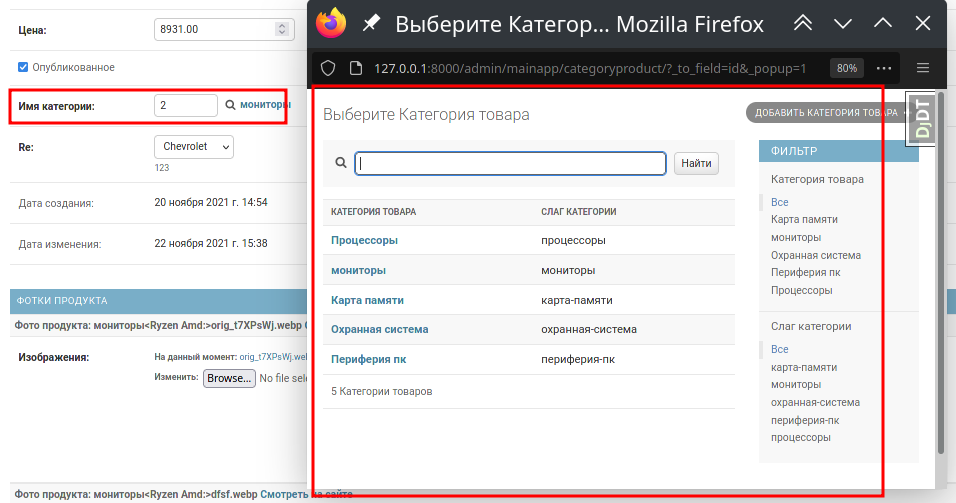 Цена:
8931.00
Опубликованное
Имя категории:
2
мониторы
Re:
Chevrolet
123
Дата создания:
20 ноября 2021 г. 14:54
Дата изменения:
22 ноября 2021 г. 15:38
ФОТКИ ПРОДУКТА
Фото продукта: мониторы<Ryzen Amd:>orig_t7XPsWj.webp
Изображения:
На данный момент: orig_t7XPsWj.we
Изменить:
Browse...
No file sele
Фото продукта: мониторы<Ryzen Amd:>dfsf.webp Смотреть на сайте
Выберите Категор... Mozilla Firefox
127.0.0.1:8000/admin/mainapp/categoryproduct/?_to_field=id&_popup=1
80%
Выберите Категория товара
ДОБАВИТЬ КАТЕГОРИЯ ТОВАРА
DjDT
Найти
КАТЕГОРИЯ ТОВАРА СЛАГ КАТЕГОРИИ
Процессоры процессоры
мониторы мониторы
Карта памяти карта-памяти
Охранная система охранная-система
Периферия пк периферия-пк
5 Категории товаров
ФИЛЬТР
Категория товара
Все
Карта памяти
мониторы
Охранная система
Периферия пк
Процессоры
Слаг категории
Все
карта-памяти
мониторы
охранная-система
периферия-пк
процессоры